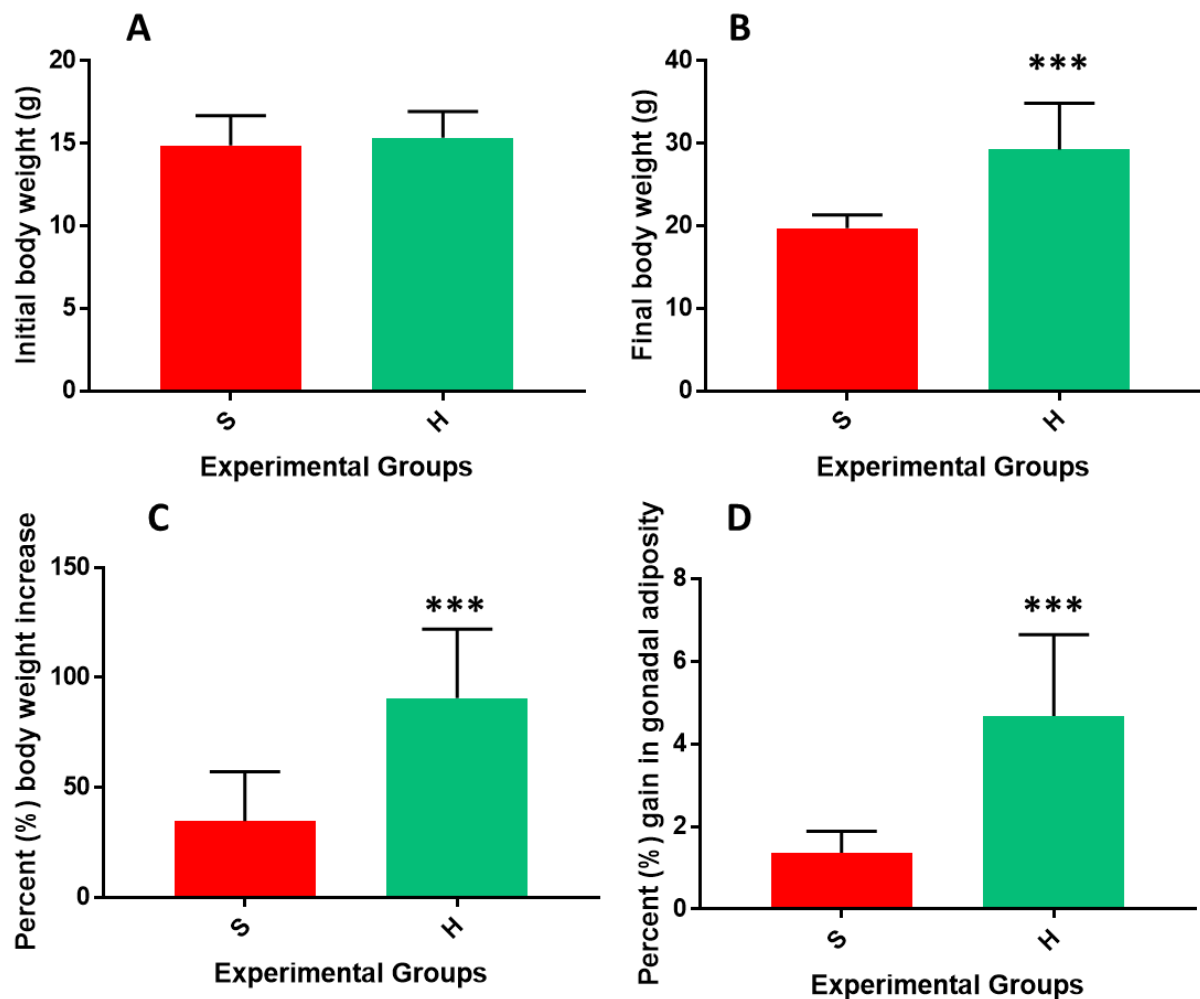 A
Initial body weight (g)
20
15
10
5
0
S
H
Experimental Groups
B
Final body weight (g)
40
30
20
10
0
***
S
H
Experimental Groups
C
Percent (%) body weight increase
150
100
50
0
***
S
H
Experimental Groups
D
Percent (%) gain in gonadal adiposity
8
6
4
2
0
***
S
H
Experimental Groups